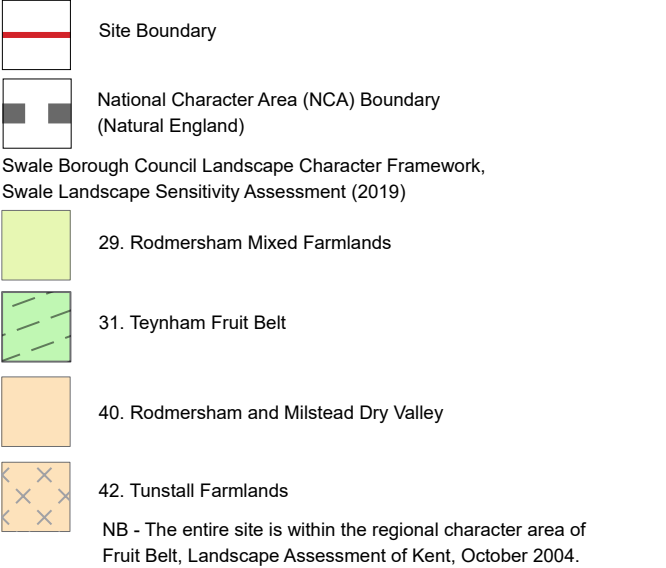 Site Boundary
National Character Area (NCA) Boundary
(Natural England)
Swale Borough Council Landscape Character Framework,
Swale Landscape Sensitivity Assessment (2019)
29. Rodmersham Mixed Farmlands
31. Teynham Fruit Belt
40. Rodmersham and Milstead Dry Valley
42. Tunstall Farmlands
NB - The entire site is within the regional character area of
Fruit Belt, Landscape Assessment of Kent, October 2004.